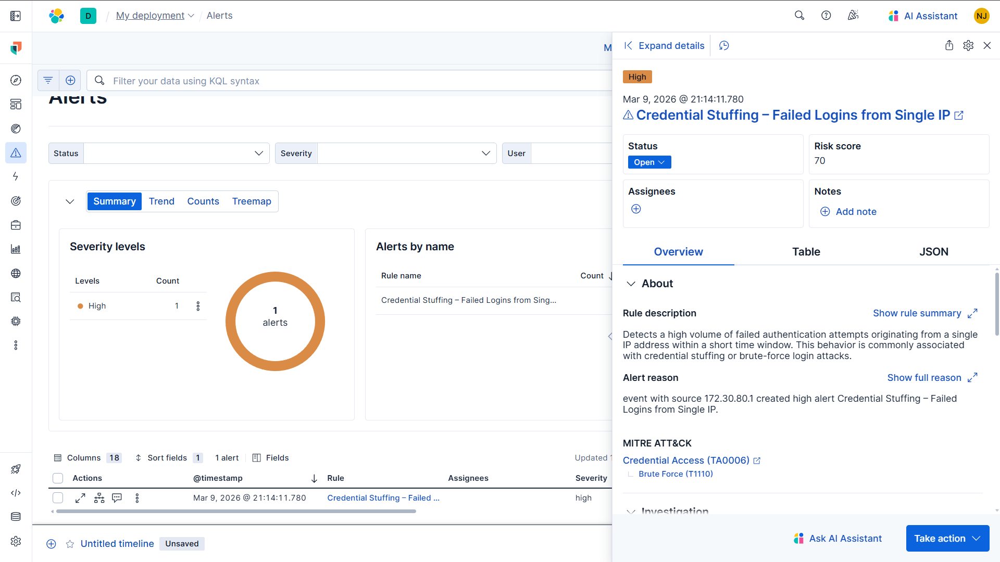 D / My deployment / Alerts
AI Assistant
NJ
M
Expand details
Filter your data using KQL syntax
Alerts
Status
Severity
User
Summary Trend Counts Treemap
Severity levels
Levels Count
High 1
1
alerts
Alerts by name
Rule name Count
Credential Stuffing – Failed Logins from Sing...
Columns 18 Sort fields 1 1 alert Fields Updated 1
Actions @timestamp Rule Assignees Severity
Mar 9, 2026 @ 21:14:11.780 Credential Stuffing – Failed ... high
Untitled timeline Unsaved
High
Mar 9, 2026 @ 21:14:11.780
Credential Stuffing – Failed Logins from Single IP
Status
Open
Risk score
70
Assignees
Notes
Add note
Overview Table JSON
About
Rule description Show rule summary
Detects a high volume of failed authentication attempts originating from a single
IP address within a short time window. This behavior is commonly associated
with credential stuffing or brute-force login attacks.
Alert reason Show full reason
event with source 172.30.80.1 created high alert Credential Stuffing – Failed
Logins from Single IP.
MITRE ATT&CK
Credential Access (TA0006)
Brute Force (T1110)
Investigation
Ask AI Assistant
Take action